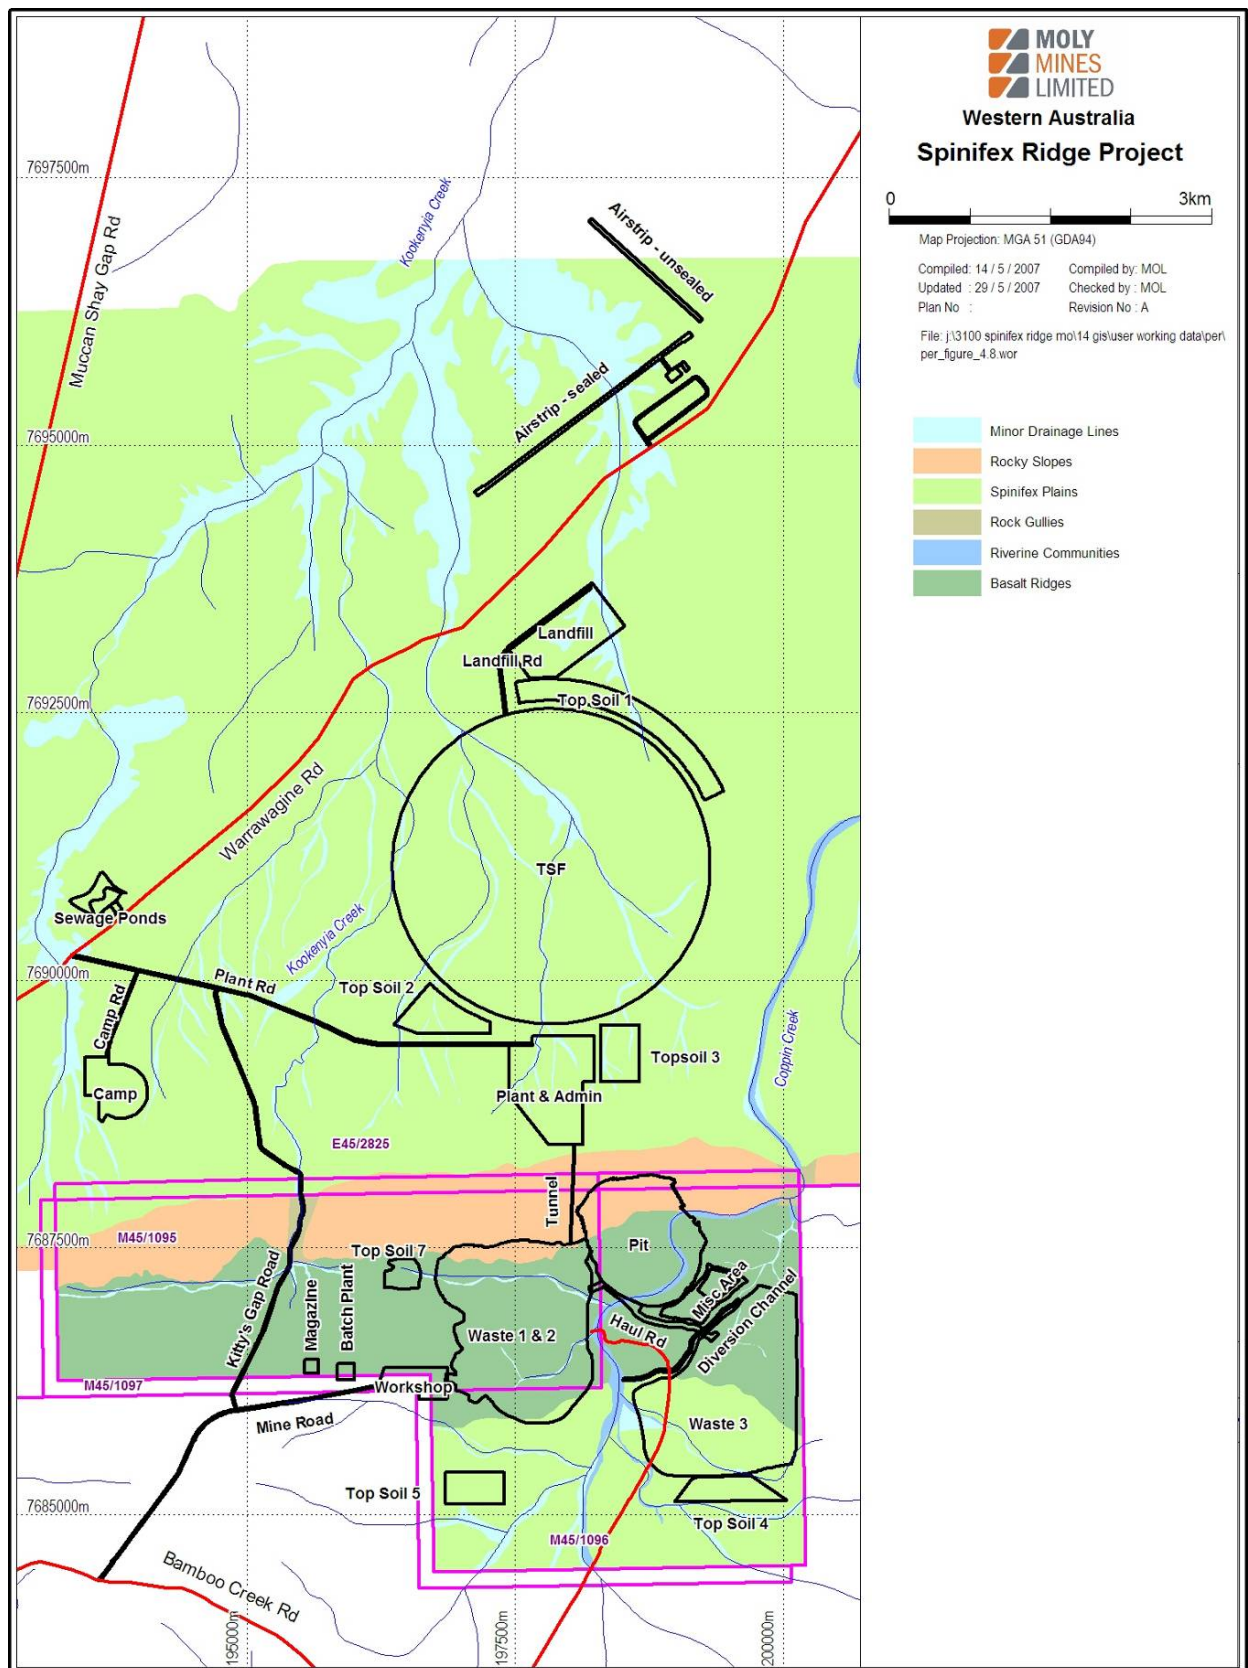 MOLY
MINES
LIMITED
Western Australia
Spinifex Ridge Project
0 3km
Map Projection: MGA 51 (GDA94)
Compiled: 14 / 5 / 2007 Compiled by: MOL
Updated : 29 / 5 / 2007 Checked by : MOL
Plan No : Revision No : A
File: j:\3100 spinifex ridge mo\14 gis\user working data\per\
per_figure_4.8.wor
Minor Drainage Lines
Rocky Slopes
Spinifex Plains
Rock Gullies
Riverine Communities
Basalt Ridges
7697500m
Muccan Shay Gap Rd
Kookenyia Creek
Airstrip - unsealed
Airstrip - sealed
7695000m
Landfill
Landfill Rd
Top Soil 1
7692500m
Warrawagine Rd
TSF
Sewage Ponds
Kookenyia Creek
7690000m
Plant Rd
Top Soil 2
Camp Rd
Coppin Creek
Topsoil 3
Camp
Plant & Admin
E45/2825
Tunnel
M45/1095
7687500m
Top Soil 7
Pit
Kitty's Gap Road
Magazine
Batch Plant
Misc Area
Waste 1 & 2
Haul Rd
Diversion Channel
M45/1097
Workshop
Mine Road
Waste 3
Top Soil 5
7685000m
Top Soil 4
M45/1096
Bamboo Creek Rd
195000m
197500m
200000m